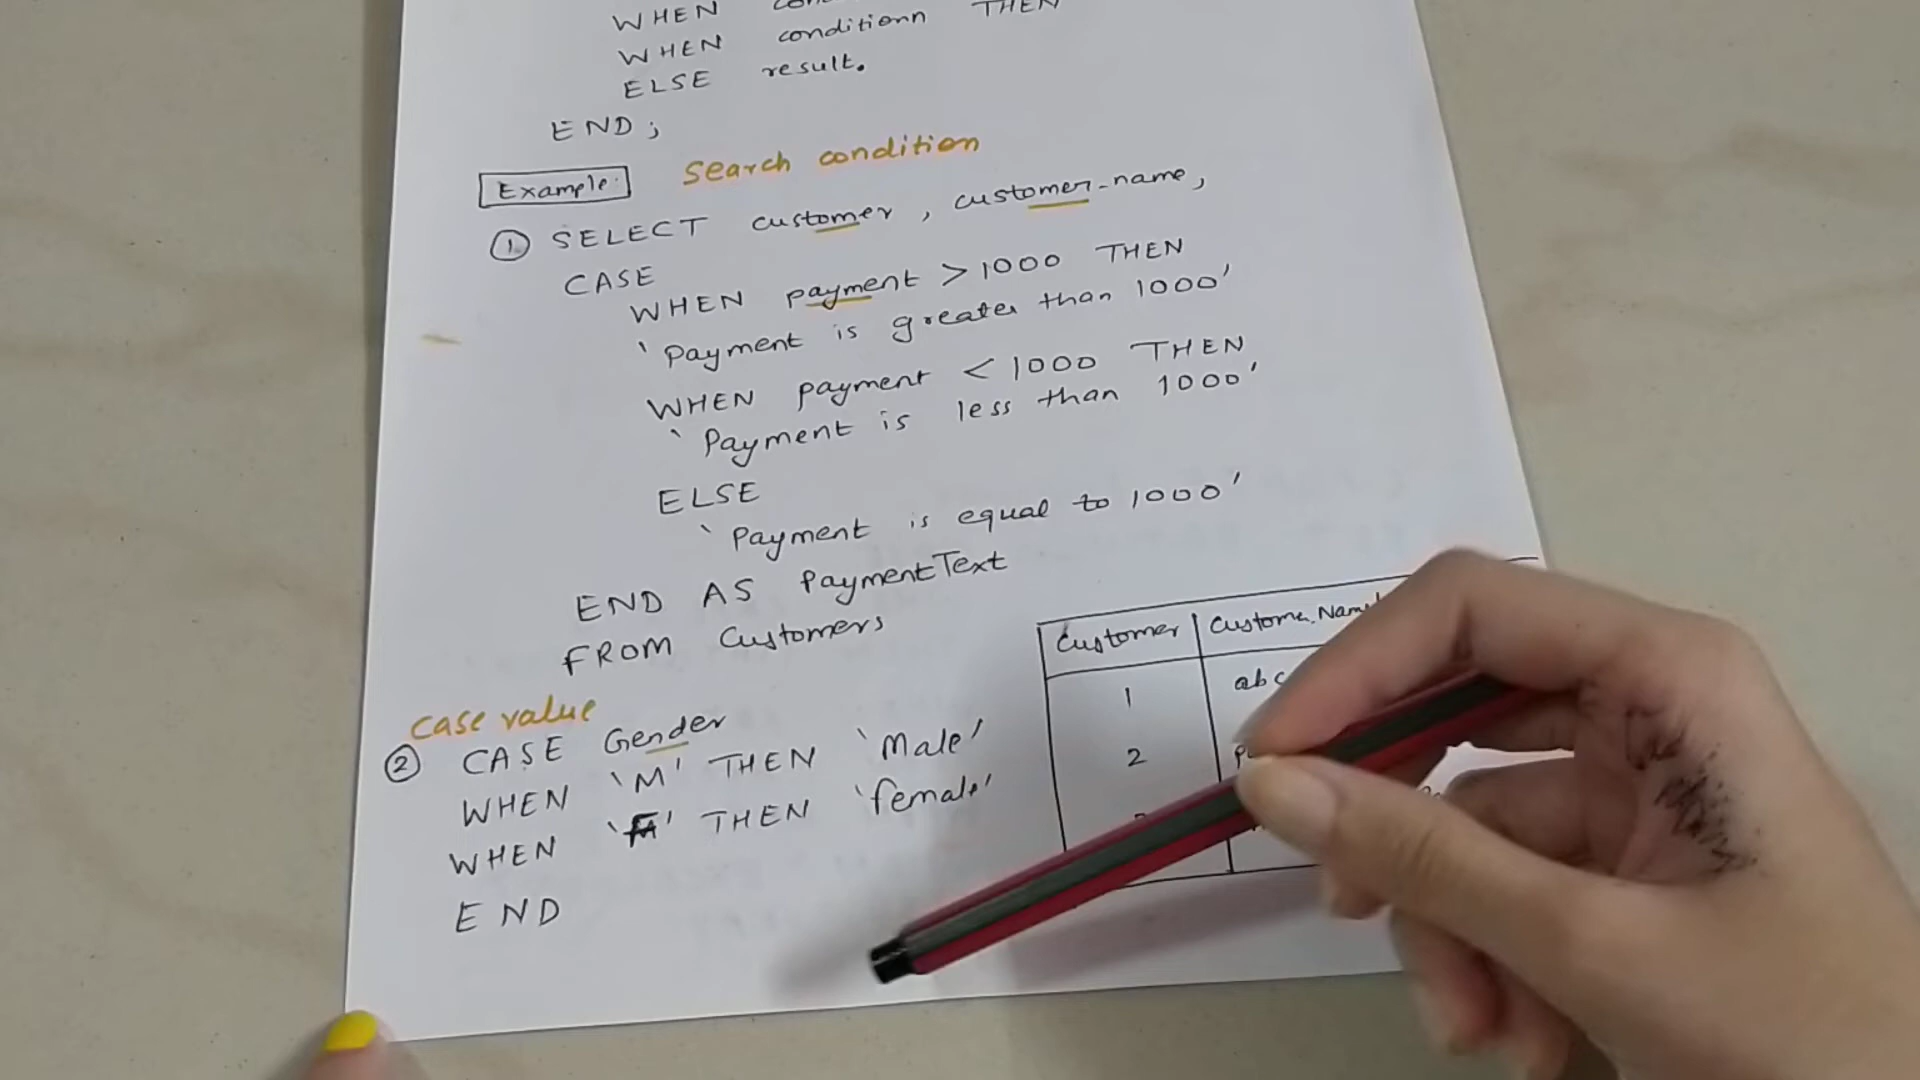 WHEN
WHEN conditionn THEN
ELSE result.
END;
Example: Search condition
① SELECT customer, customer_name,
CASE
WHEN payment > 1000 THEN
‘Payment is greater than 1000’
WHEN payment < 1000 THEN
‘Payment is less than 1000’
ELSE
‘Payment is equal to 1000’
END AS PaymentText
FROM Customers
case value
② CASE Gender
WHEN ‘M’ THEN ‘Male’
WHEN ‘F’ THEN ‘female’
END
Customer
1 abc
2